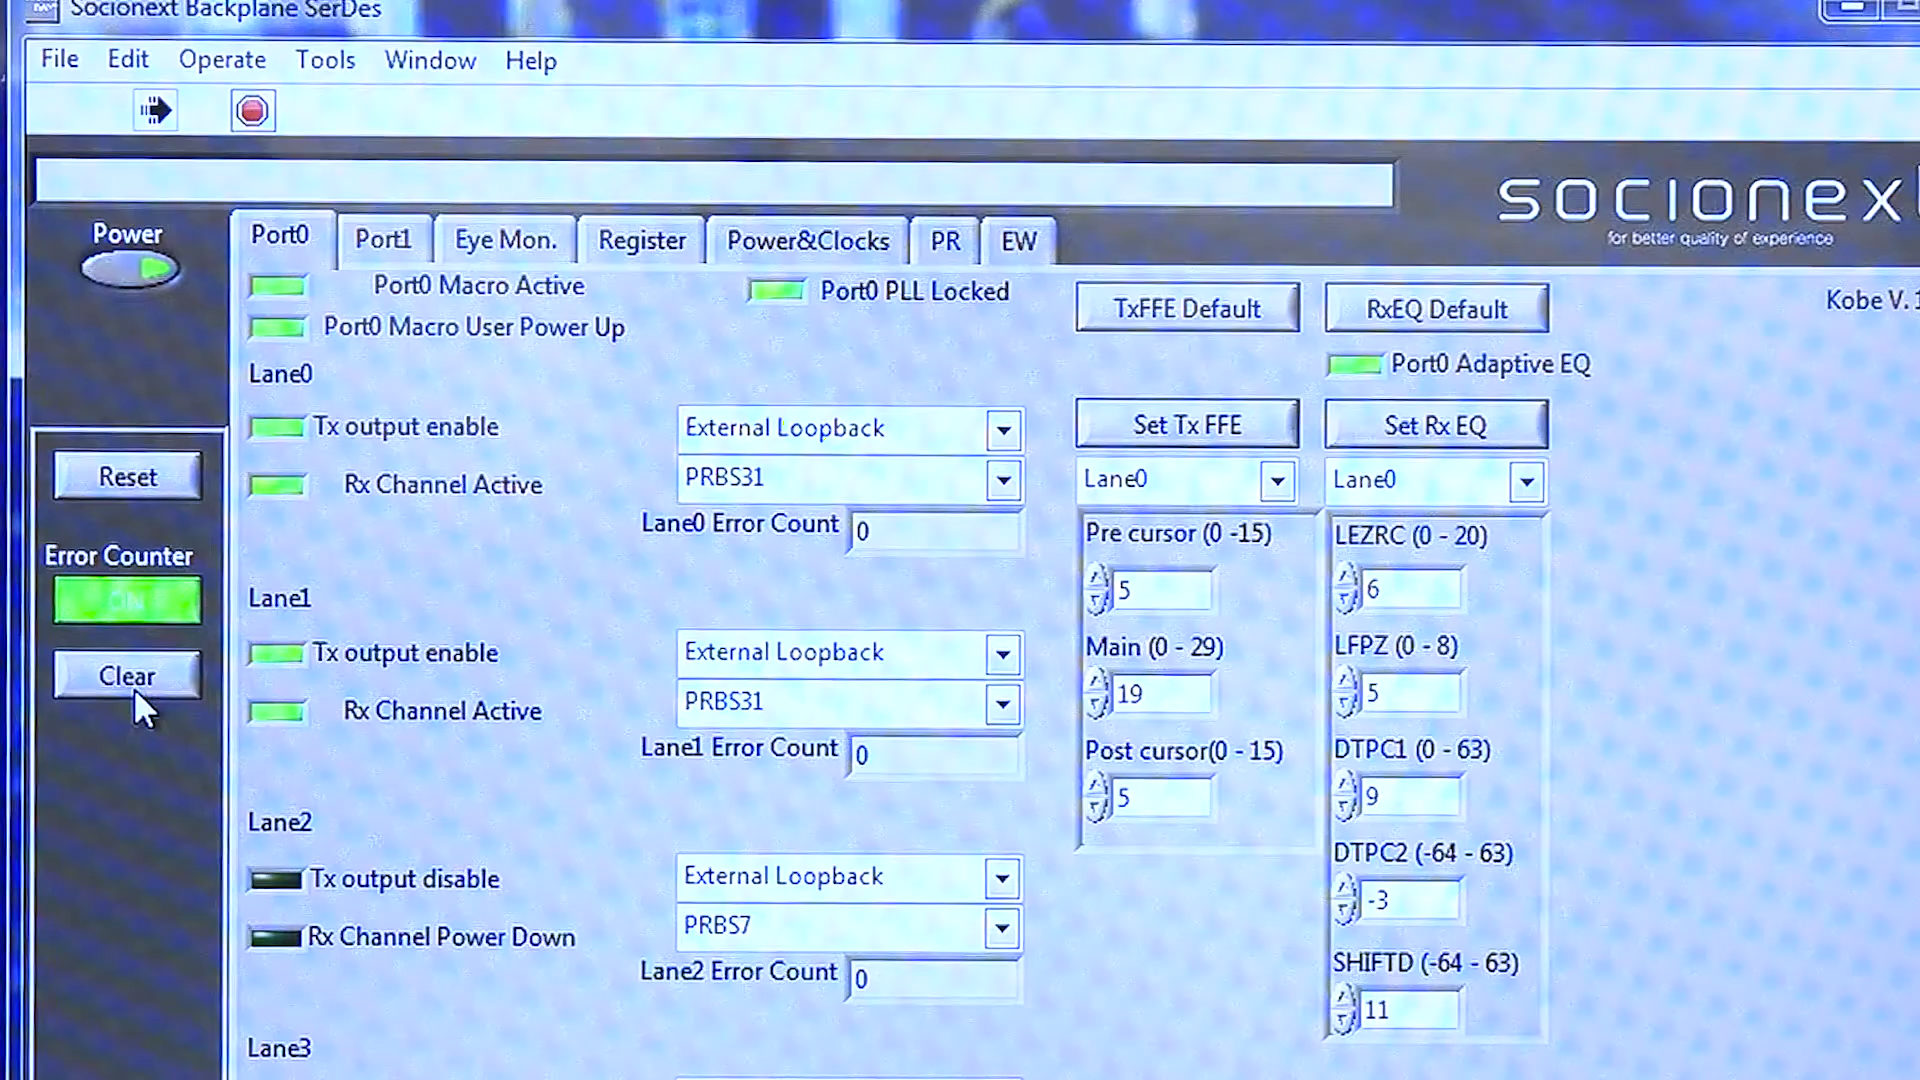 Socionext Backplane SerDes
File Edit Operate Tools Window Help
socionex
for better quality of experience
Power
Port0 Port1 Eye Mon. Register Power&Clocks PR EW
Port0 Macro Active
Port0 PLL Locked
Port0 Macro User Power Up
TxFFE Default
RxEQ Default
Kobe V. 1
Port0 Adaptive EQ
Reset
Error Counter
Clear
Lane0
Tx output enable
External Loopback
Rx Channel Active
PRBS31
Lane0 Error Count 0
Lane1
Tx output enable
External Loopback
Rx Channel Active
PRBS31
Lane1 Error Count 0
Lane2
Tx output disable
External Loopback
Rx Channel Power Down
PRBS7
Lane2 Error Count 0
Lane3
Set Tx FFE
Lane0
Pre cursor (0 -15)
5
Main (0 - 29)
19
Post cursor(0 - 15)
5
Set Rx EQ
Lane0
LEZRC (0 - 20)
6
LFPZ (0 - 8)
5
DTPC1 (0 - 63)
9
DTPC2 (-64 - 63)
-3
SHIFTD (-64 - 63)
11